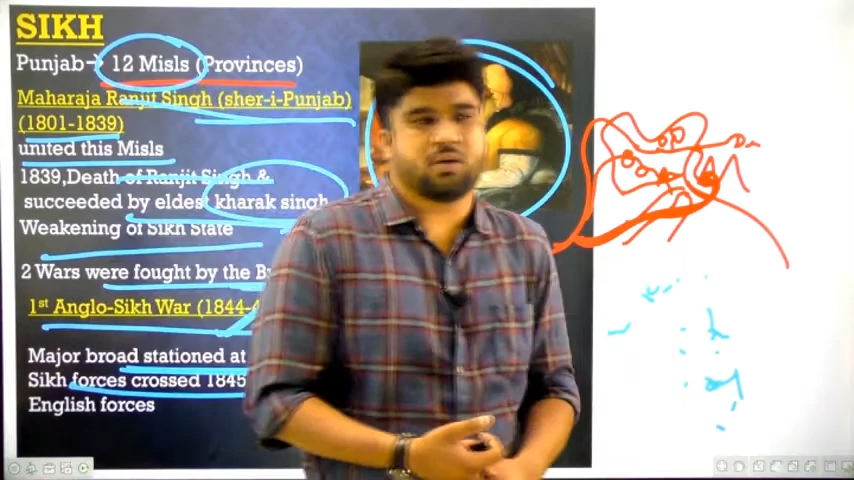 SIKH
Punjab→ 12 Misls (Provinces)
Maharaja Ranjit Singh (sher-i-Punjab)
(1801-1839)
united this Misls
1839,Death of Ranjit Singh &
succeeded by eldest kharak singh
Weakening of Sikh State
2 Wars were fought by the
1st Anglo-Sikh War (1844-4
Major broad stationed at
Sikh forces crossed 1845
English forces